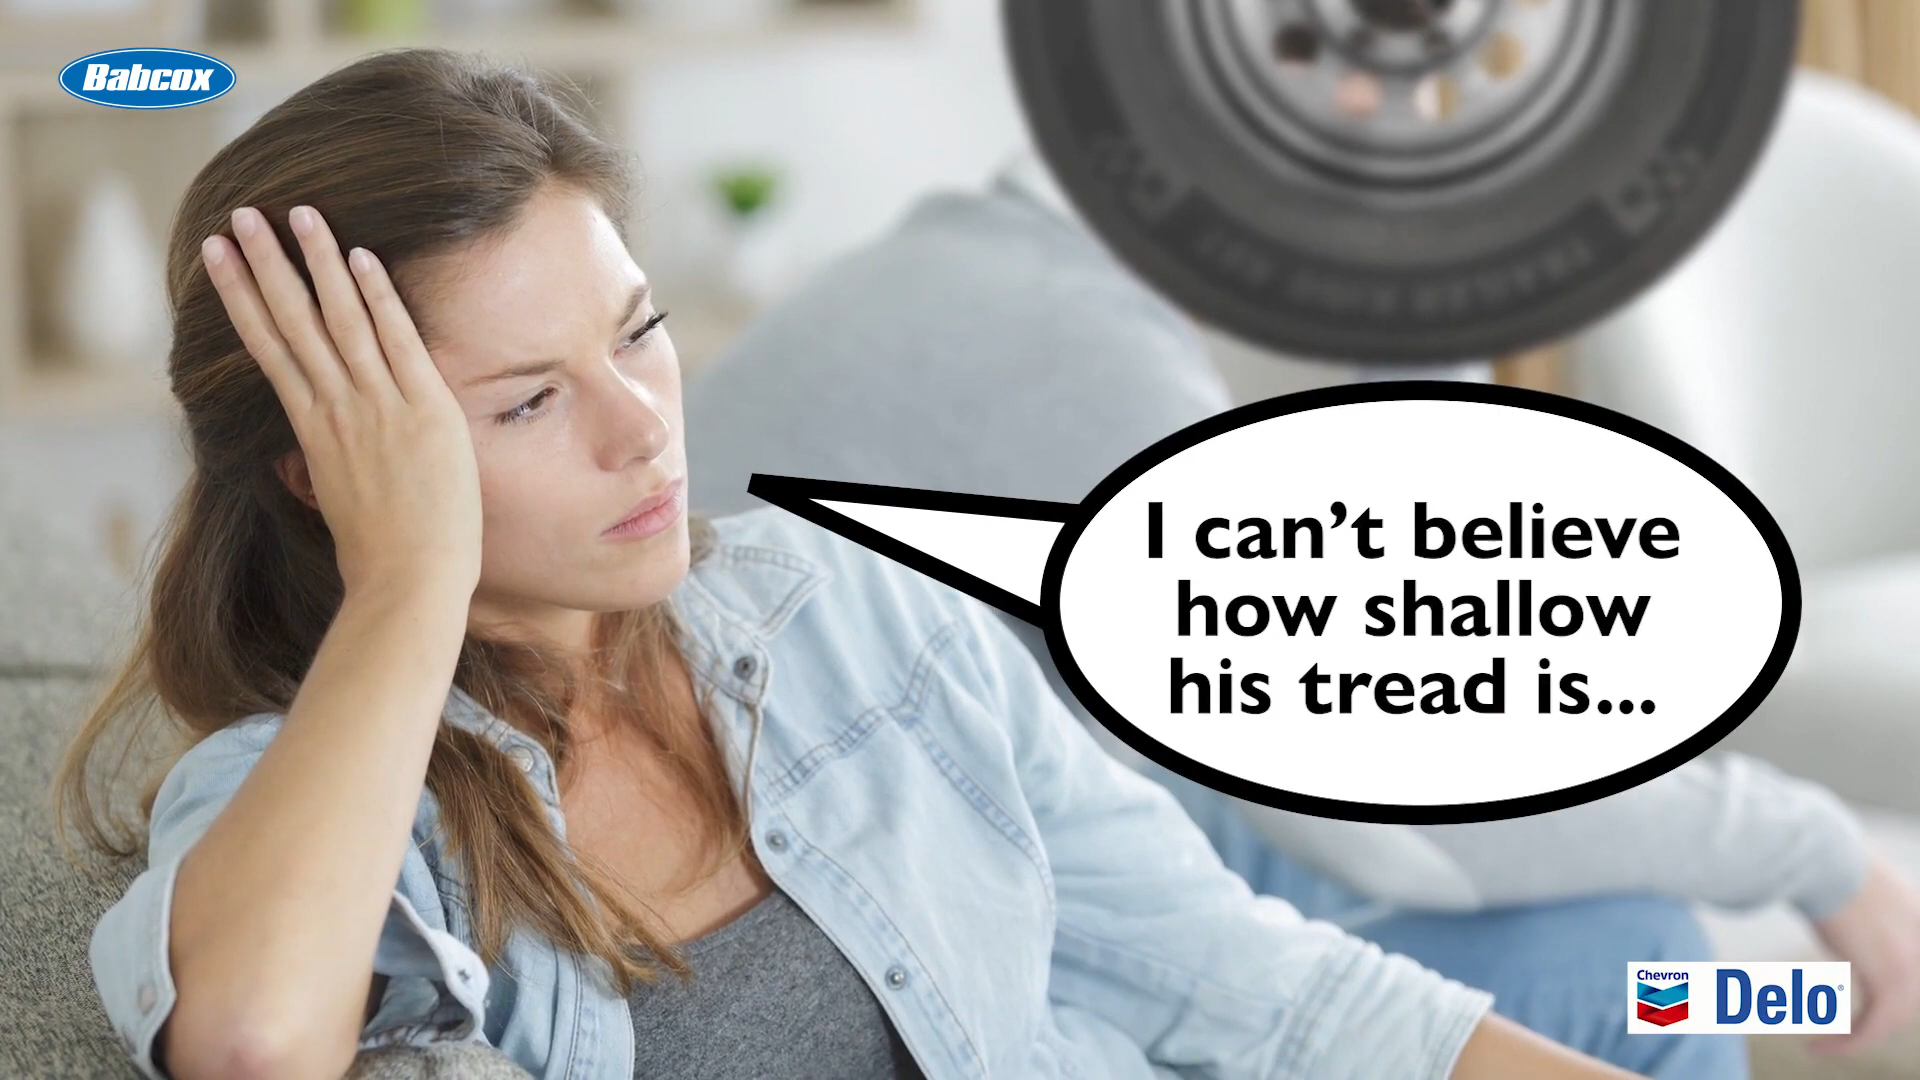 Babcox
I can't believe
how shallow
his tread is...
Chevron
Delo